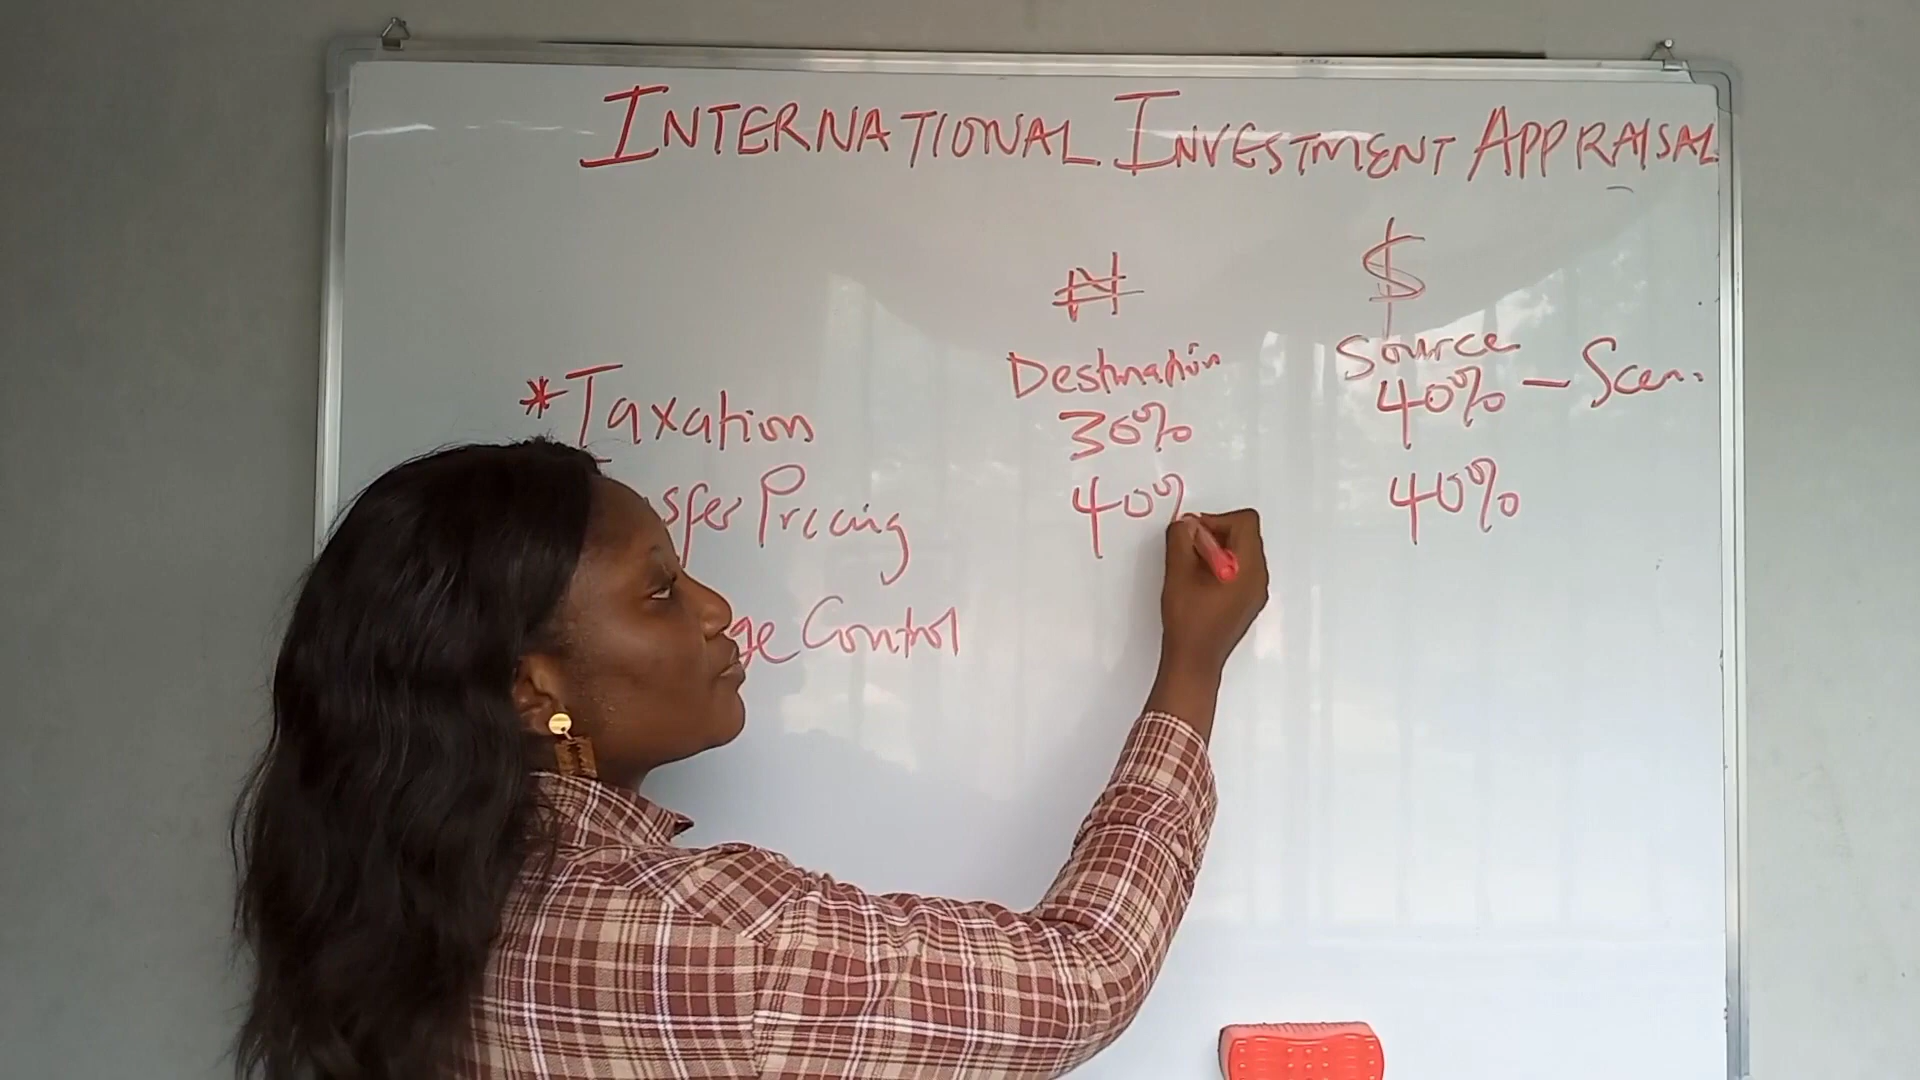 INTERNATIONAL INVESTMENT APPRAISAL
₦ $
Destination Source
*Taxation 30% 40% - Scen.
sfer Pricing 40% 40%
ge Control